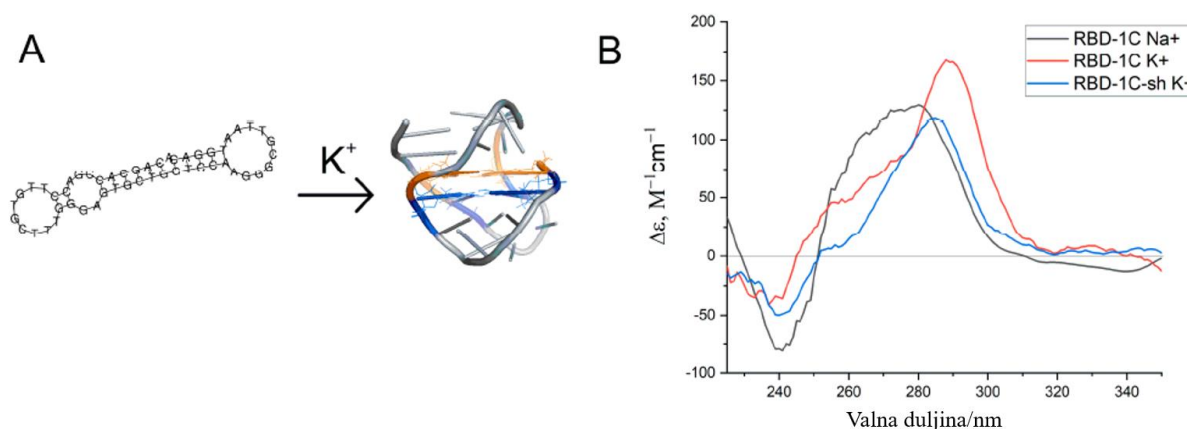 A
K+
B
RBD-1C Na+
RBD-1C K+
RBD-1C-sh K
200
150
100
50
0
-50
-100
Δε, M⁻¹cm⁻¹
240
260
280
300
320
340
Valna duljina/nm